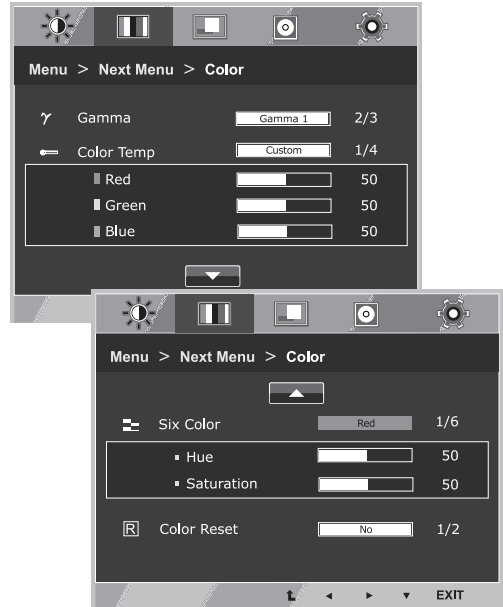 Menu > Next Menu > Color
γ Gamma Gamma 1 2/3
Color Temp Custom 1/4
Red 50
Green 50
Blue 50
Menu > Next Menu > Color
Six Color Red 1/6
Hue 50
Saturation 50
R Color Reset No 1/2
EXIT